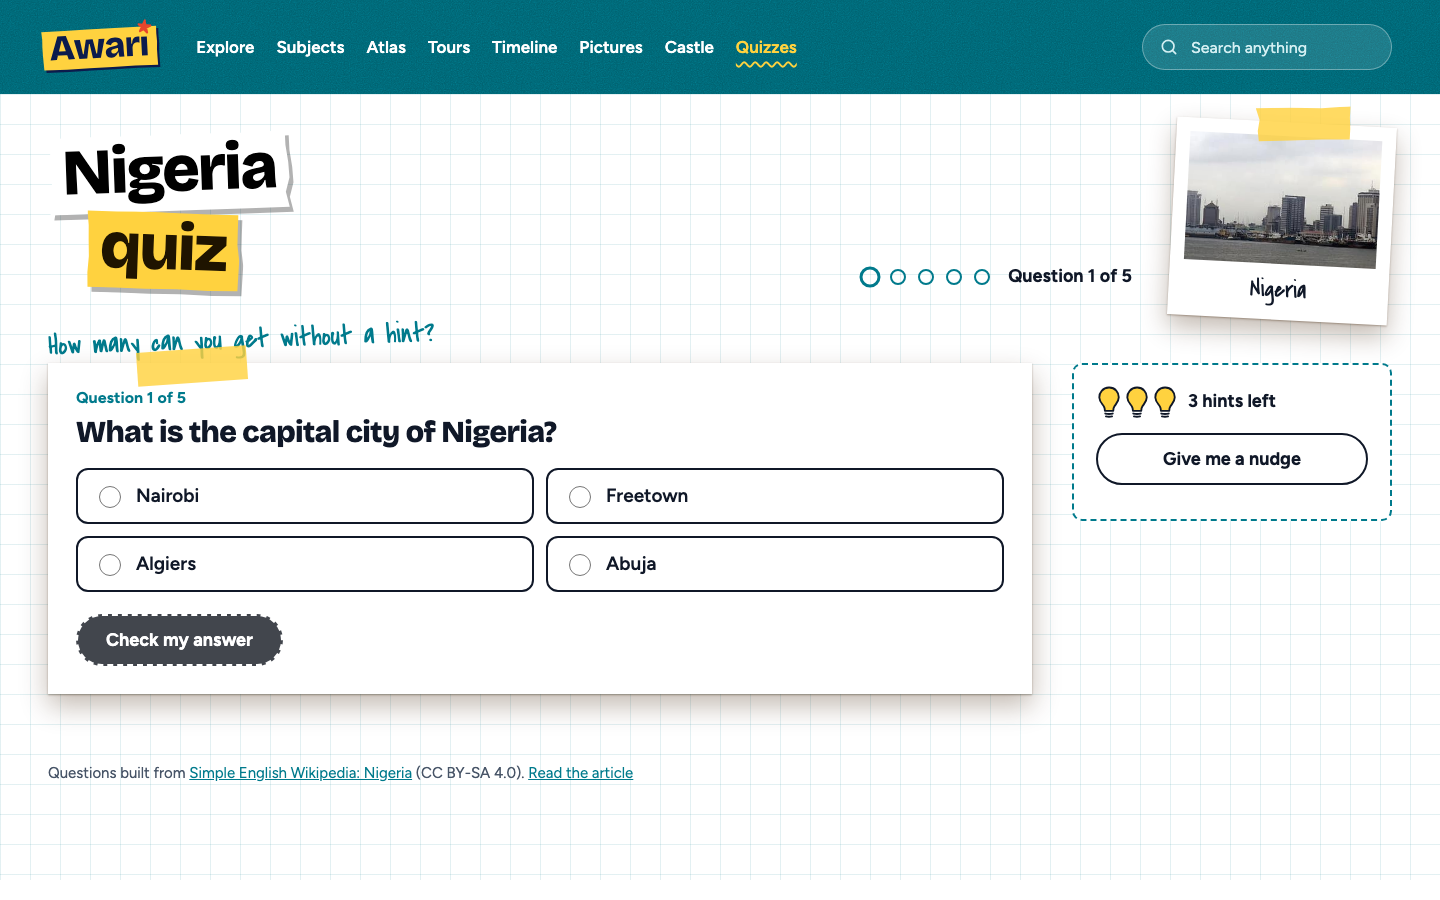 Awari
Explore Subjects Atlas Tours Timeline Pictures Castle Quizzes
Search anything
Nigeria
quiz
Question 1 of 5
Nigeria
How many can you get without a hint?
Question 1 of 5
What is the capital city of Nigeria?
Nairobi
Freetown
Algiers
Abuja
Check my answer
3 hints left
Give me a nudge
Questions built from Simple English Wikipedia: Nigeria (CC BY-SA 4.0). Read the article